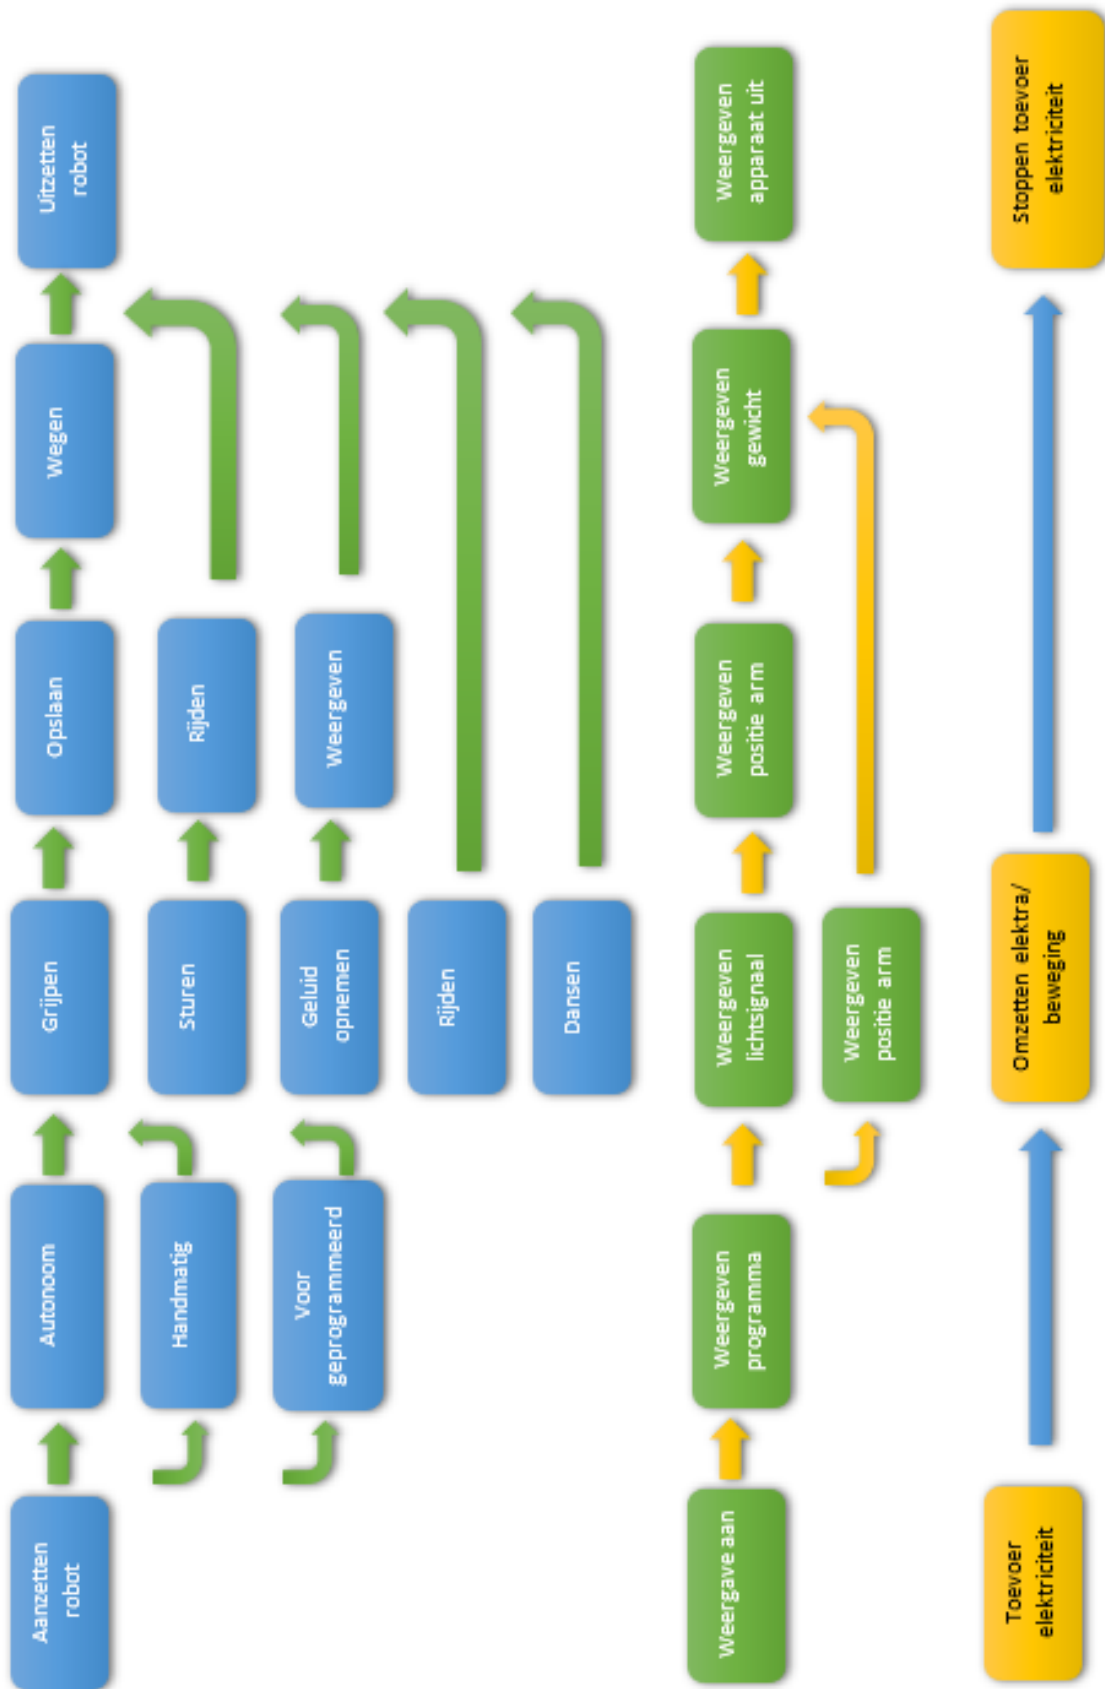 Aanzetten
robot
Autonoom
Grijpen
Opslaan
Wegen
Uitzetten
robot
Handmatig
Sturen
Rijden
Voor
geprogrammeerd
Geluid
opnemen
Weergeven
Rijden
Dansen
Weergave aan
Weergeven
programma
Weergeven
lichtsignaal
Weergeven
positie arm
Weergeven
gewicht
Weergeven
apparaat uit
Weergeven
positie arm
Toevoer
elektriciteit
Omzetten elektra/
beweging
Stoppen toevoer
elektriciteit